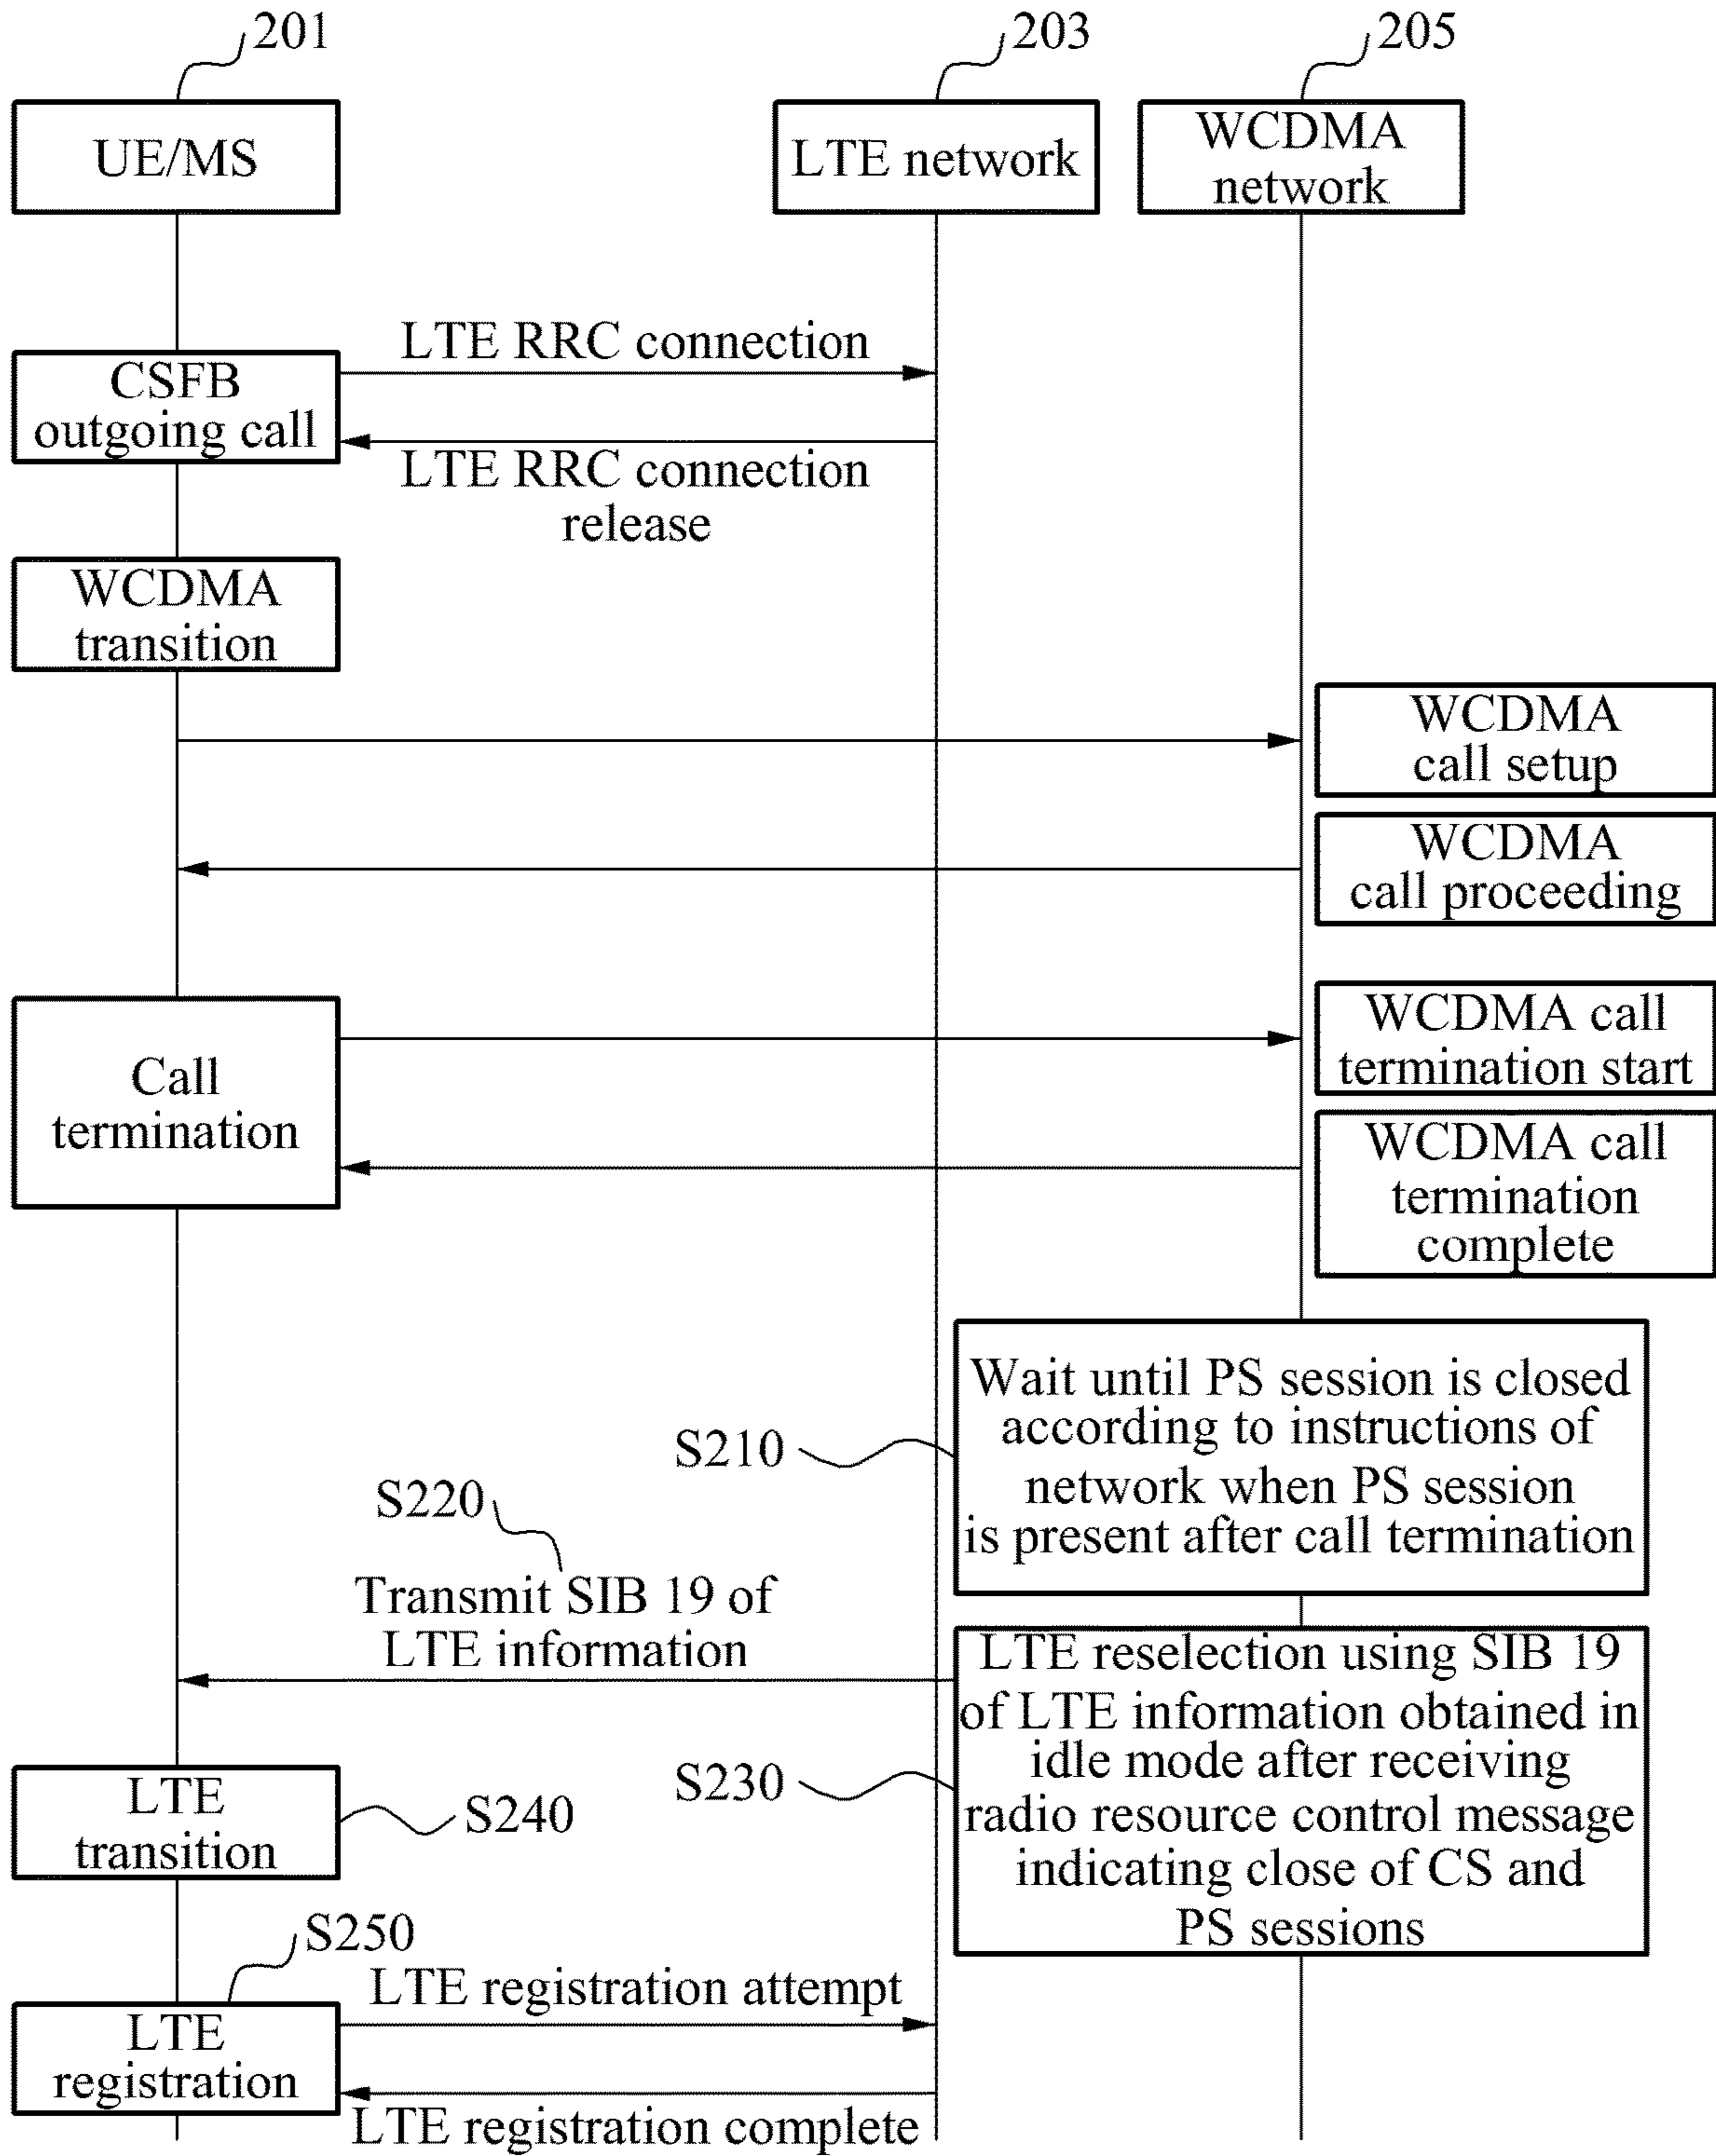 201
203
205
UE/MS
LTE network
WCDMA
network
LTE RRC connection
CSFB
outgoing call
LTE RRC connection
release
WCDMA
transition
WCDMA
call setup
WCDMA
call proceeding
Call
termination
WCDMA call
termination start
WCDMA call
termination
complete
S210
Wait until PS session is closed
according to instructions of
network when PS session
is present after call termination
S220
Transmit SIB 19 of
LTE information
S230
LTE reselection using SIB 19
of LTE information obtained in
idle mode after receiving
radio resource control message
indicating close of CS and
PS sessions
LTE
transition
S240
S250
LTE registration attempt
LTE
registration
LTE registration complete